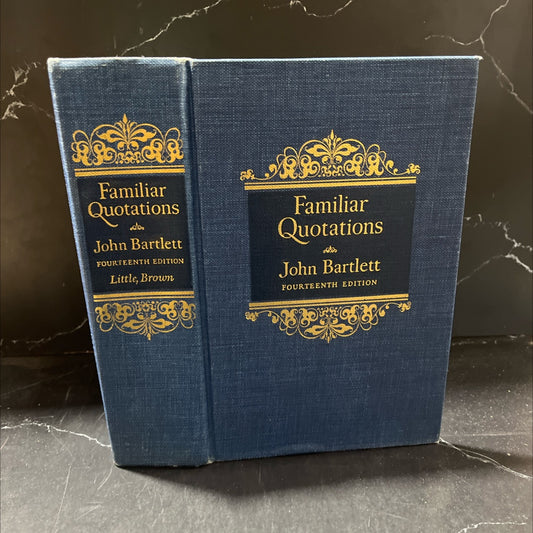 Familiar
Quotations
John Bartlett
FOURTEENTH EDITION
Little, Brown
Familiar
Quotations
John Bartlett
FOURTEENTH EDITION